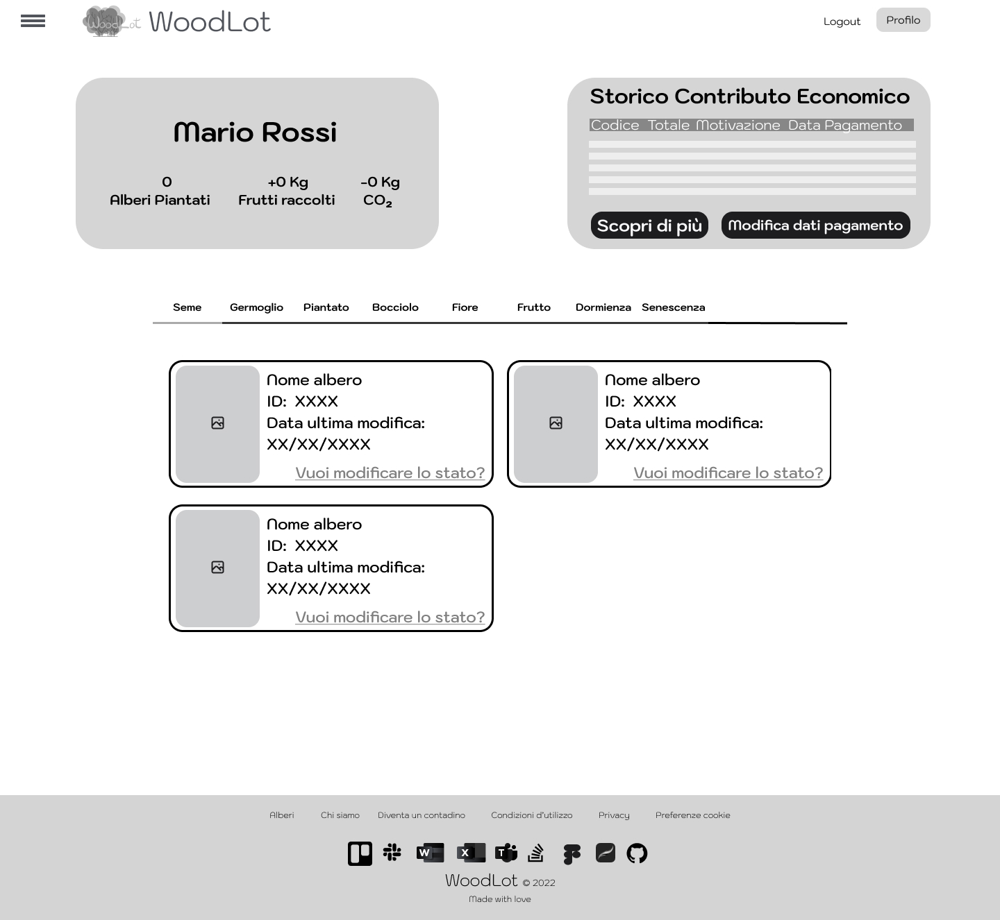 WoodLot WoodLot
Logout
Profilo
Mario Rossi
0
Alberi Piantati
+0 Kg
Frutti raccolti
-0 Kg
CO₂
Storico Contributo Economico
Codice Totale Motivazione Data Pagamento
Scopri di più
Modifica dati pagamento
Seme Germoglio Piantato Bocciolo Fiore Frutto Dormienza Senescenza
Nome albero
ID: XXXX
Data ultima modifica:
XX/XX/XXXX
Vuoi modificare lo stato?
Nome albero
ID: XXXX
Data ultima modifica:
XX/XX/XXXX
Vuoi modificare lo stato?
Nome albero
ID: XXXX
Data ultima modifica:
XX/XX/XXXX
Vuoi modificare lo stato?
Alberi Chi siamo Diventa un contadino Condizioni d'utilizzo Privacy Preferenze cookie
W X T
WoodLot © 2022
Made with love